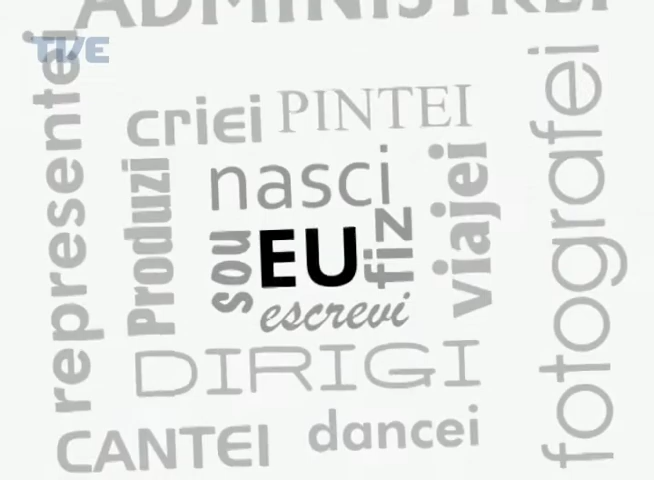 ADMINISTREI
TVE
representei
criei
PINTEI
fotografei
nasci
viajei
Produzi
sou
EU
fiz
escrevi
DIRIGI
CANTEI
dancei